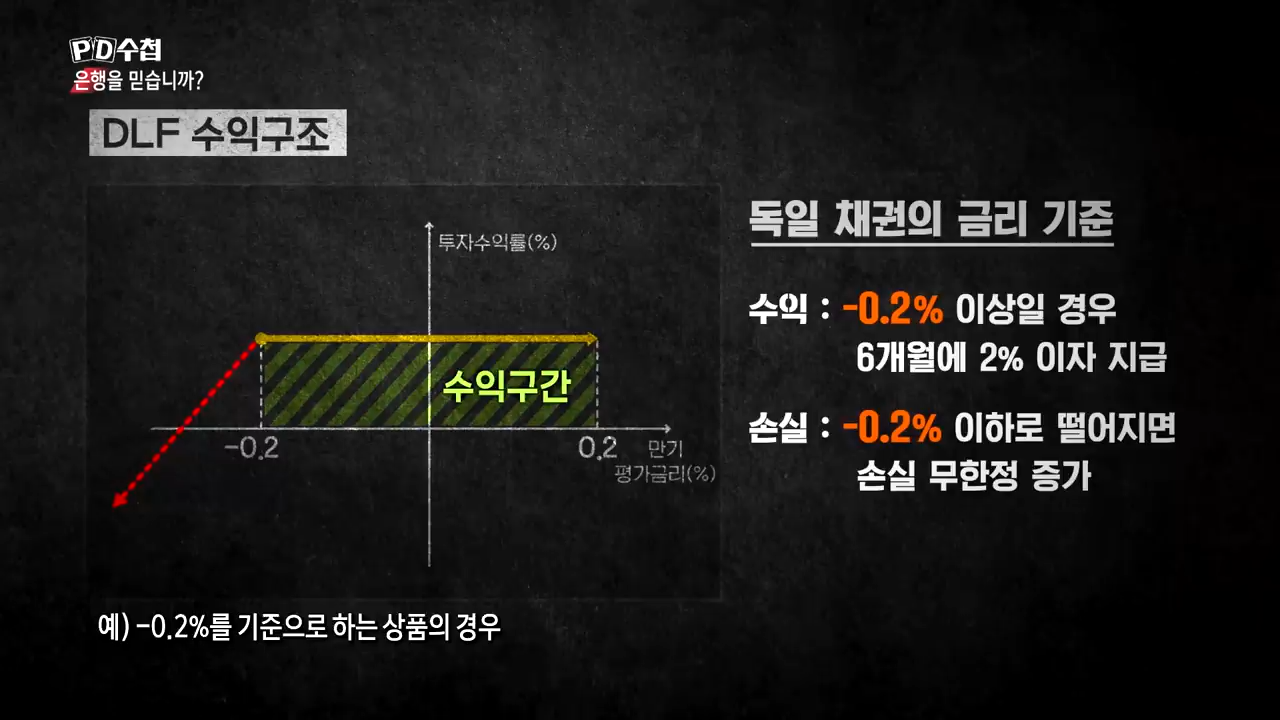 PD수첩
은행을 믿습니까?
DLF 수익구조
투자수익률(%)
수익구간
-0.2
0.2
만기
평가금리(%)
예) -0.2%를 기준으로 하는 상품의 경우
독일 채권의 금리 기준
수익 : -0.2% 이상일 경우
6개월에 2% 이자 지급
손실 : -0.2% 이하로 떨어지면
손실 무한정 증가